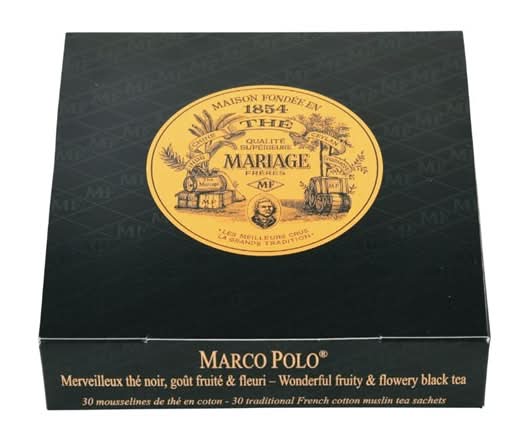 MAISON FONDÉE EN
1854
THÉ
CHINE
CEYLON
QUALITÉ
SUPÉRIEURE
MARIAGE
FRÈRES
MF
"LES MEILLEURS CRUS,
LA GRANDE TRADITION"
MARCO POLO®
Merveilleux thé noir, goût fruité & fleuri – Wonderful fruity & flowery black tea
30 mousselines de thé en coton - 30 traditional French cotton muslin tea sachets